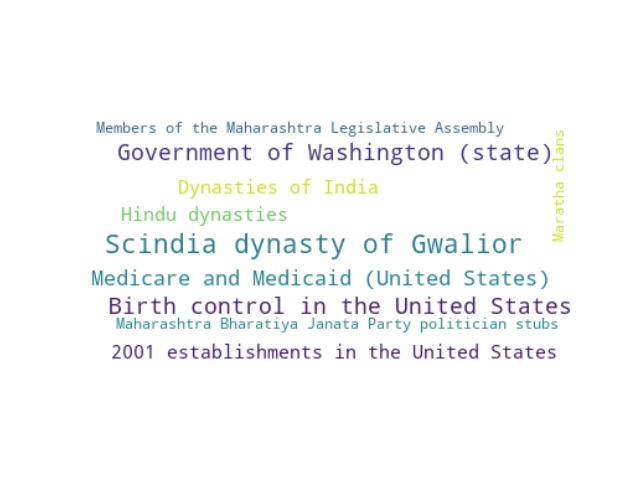 Members of the Maharashtra Legislative Assembly
Government of Washington (state)
Maratha clans
Dynasties of India
Hindu dynasties
Scindia dynasty of Gwalior
Medicare and Medicaid (United States)
Birth control in the United States
Maharashtra Bharatiya Janata Party politician stubs
2001 establishments in the United States